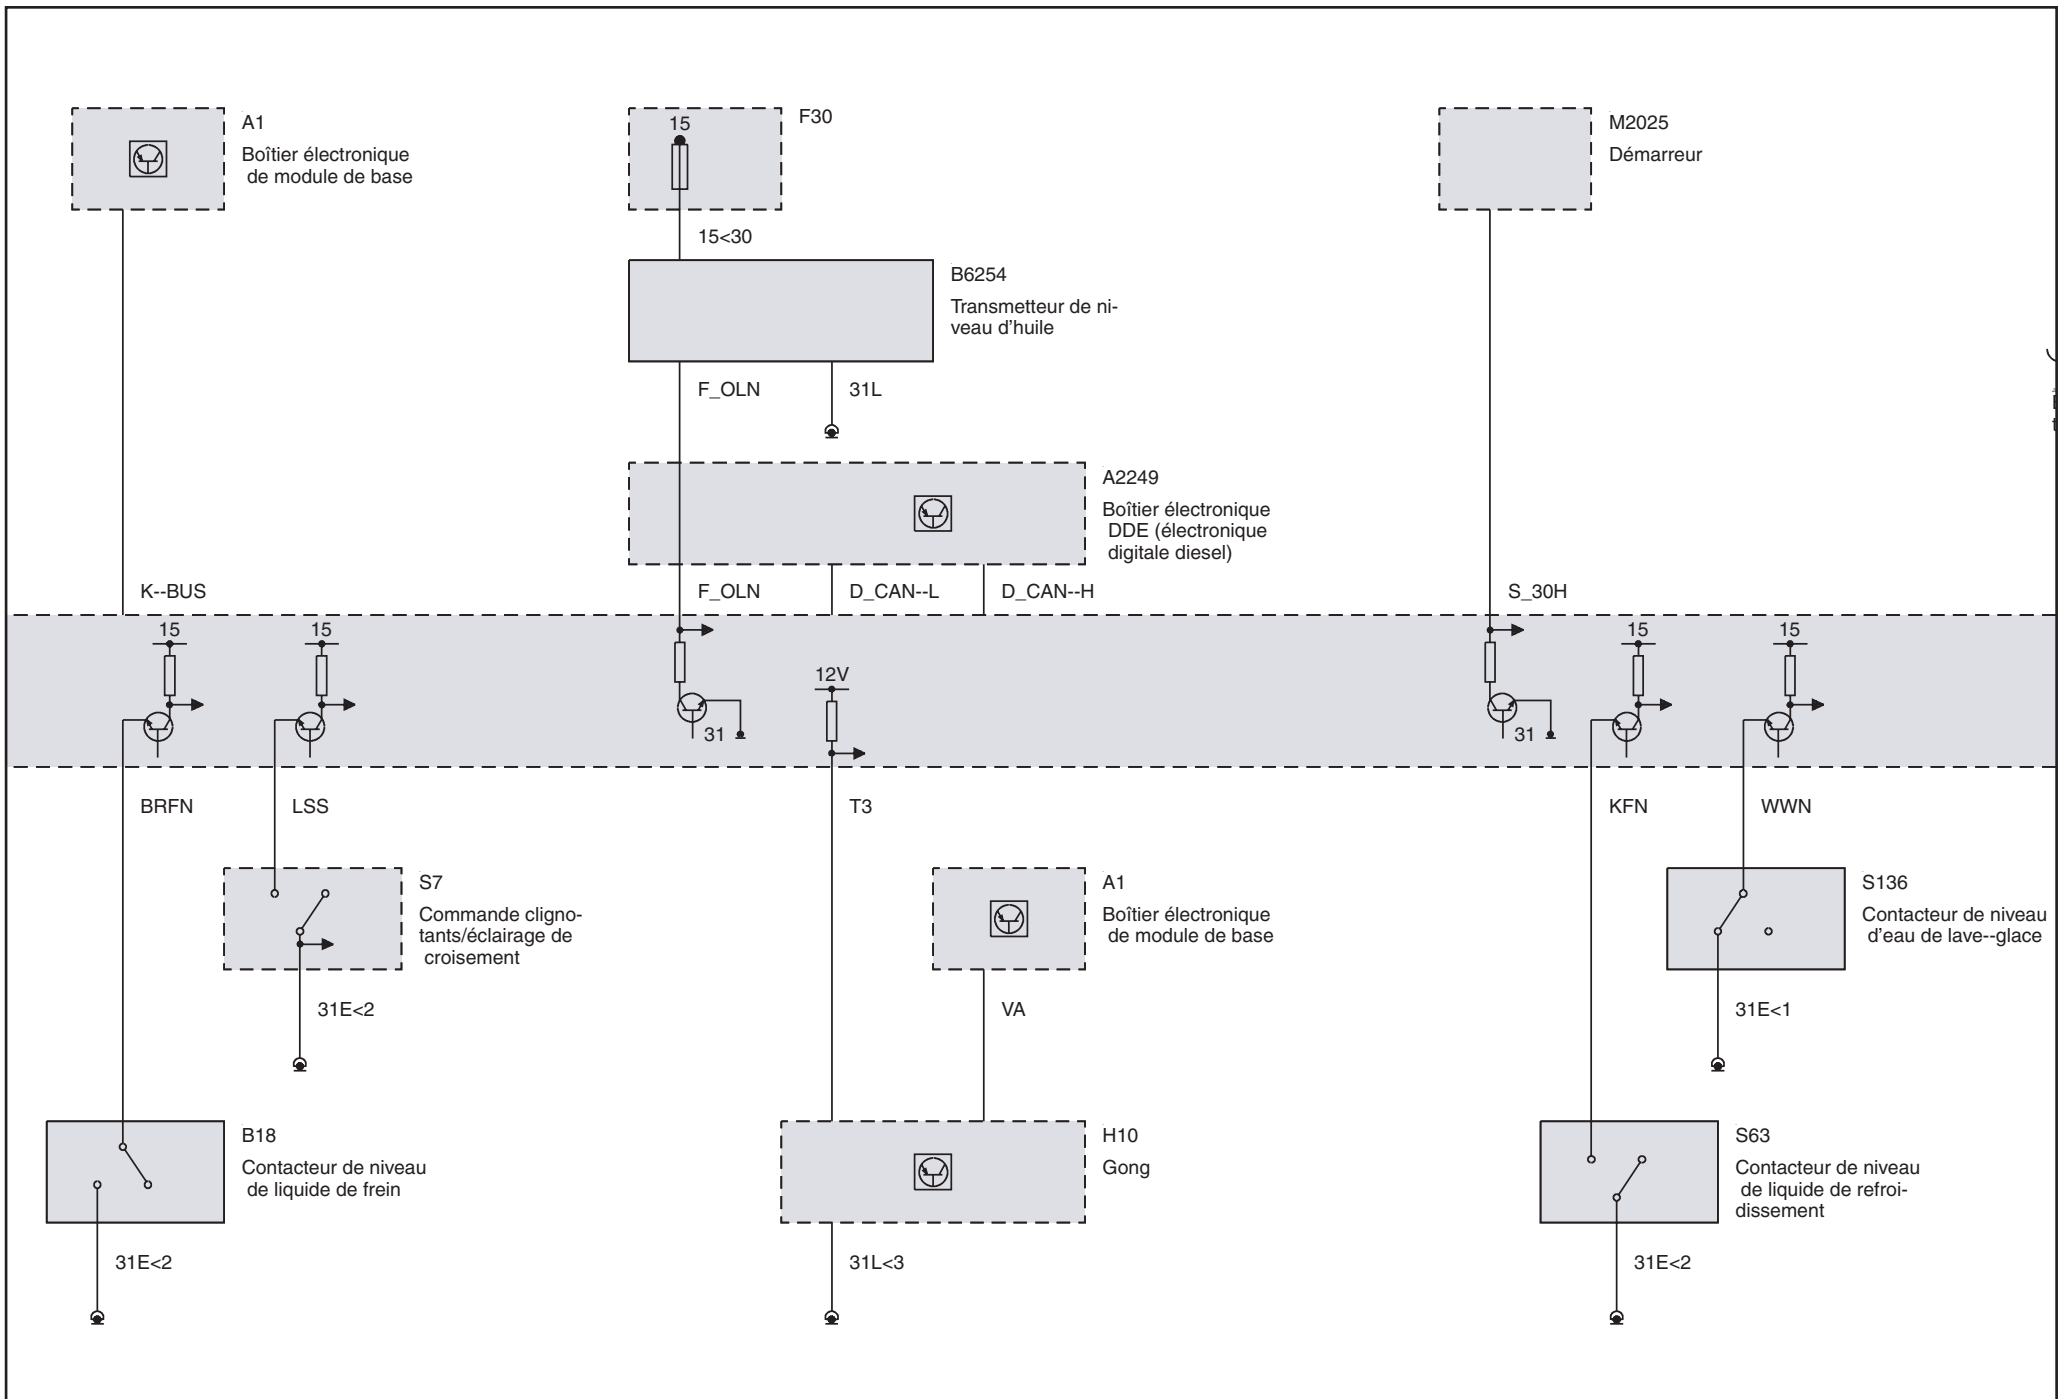 A1
Boîtier électronique
de module de base
15
F30
M2025
Démarreur
15<30
B6254
Transmetteur de ni-
veau d'huile
F_OLN
31L
A2249
Boîtier électronique
DDE (électronique
digitale diesel)
K--BUS
F_OLN
D_CAN--L
D_CAN--H
S_30H
15
15
15
15
12V
31
31
BRFN
LSS
T3
KFN
WWN
S7
Commande cligno-
tants/éclairage de
croisement
A1
Boîtier électronique
de module de base
S136
Contacteur de niveau
d'eau de lave--glace
31E<2
VA
31E<1
B18
Contacteur de niveau
de liquide de frein
H10
Gong
S63
Contacteur de niveau
de liquide de refroi-
dissement
31E<2
31L<3
31E<2